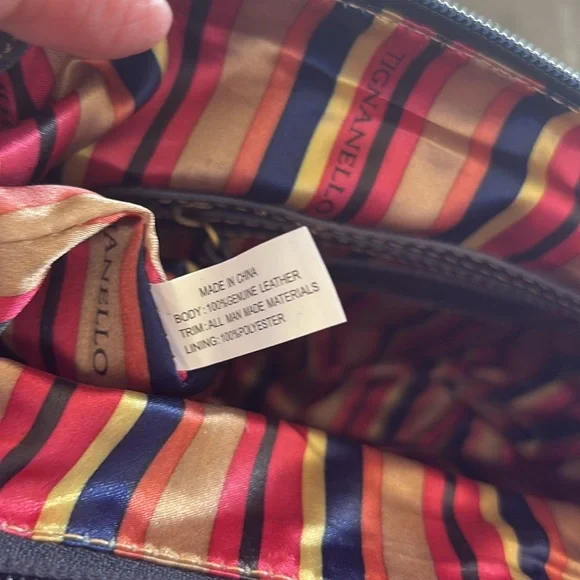 TIGNANELLO
MADE IN CHINA
BODY:100%GENUINE LEATHER
TRIM:ALL MAN MADE MATERIALS
LINING:100%POLYESTER
ANELLO